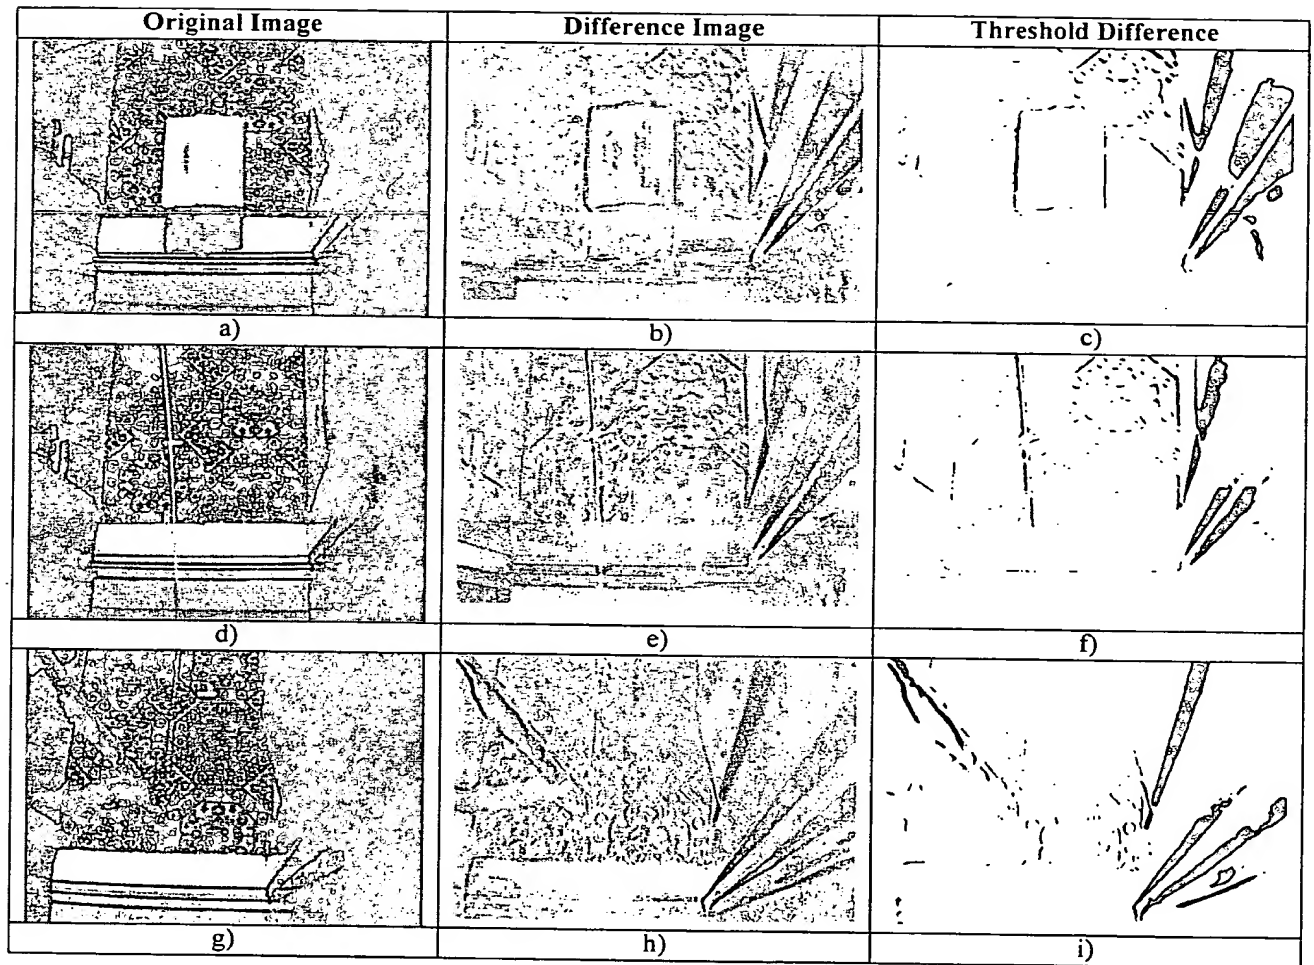 Original Image Difference Image Threshold Difference
a) b) c)
d) e) f)
g) h) i)